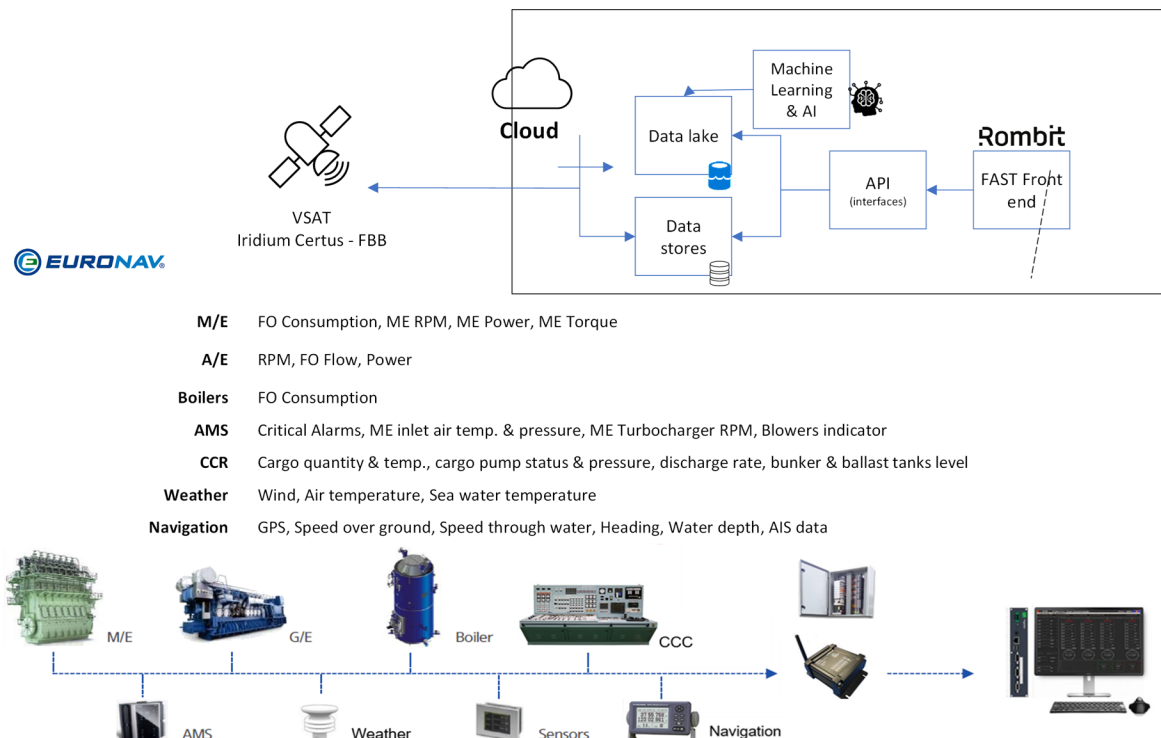 Cloud
Machine
Learning
& AI
Data lake
Rombit
API
(interfaces)
FAST Front
end
VSAT
Iridium Certus - FBB
Data
stores
EURONAV
M/E FO Consumption, ME RPM, ME Power, ME Torque
A/E RPM, FO Flow, Power
Boilers FO Consumption
AMS Critical Alarms, ME inlet air temp. & pressure, ME Turbocharger RPM, Blowers indicator
CCR Cargo quantity & temp., cargo pump status & pressure, discharge rate, bunker & ballast tanks level
Weather Wind, Air temperature, Sea water temperature
Navigation GPS, Speed over ground, Speed through water, Heading, Water depth, AIS data
M/E
G/E
Boiler
CCC
AMS
Weather
Sensors
Navigation